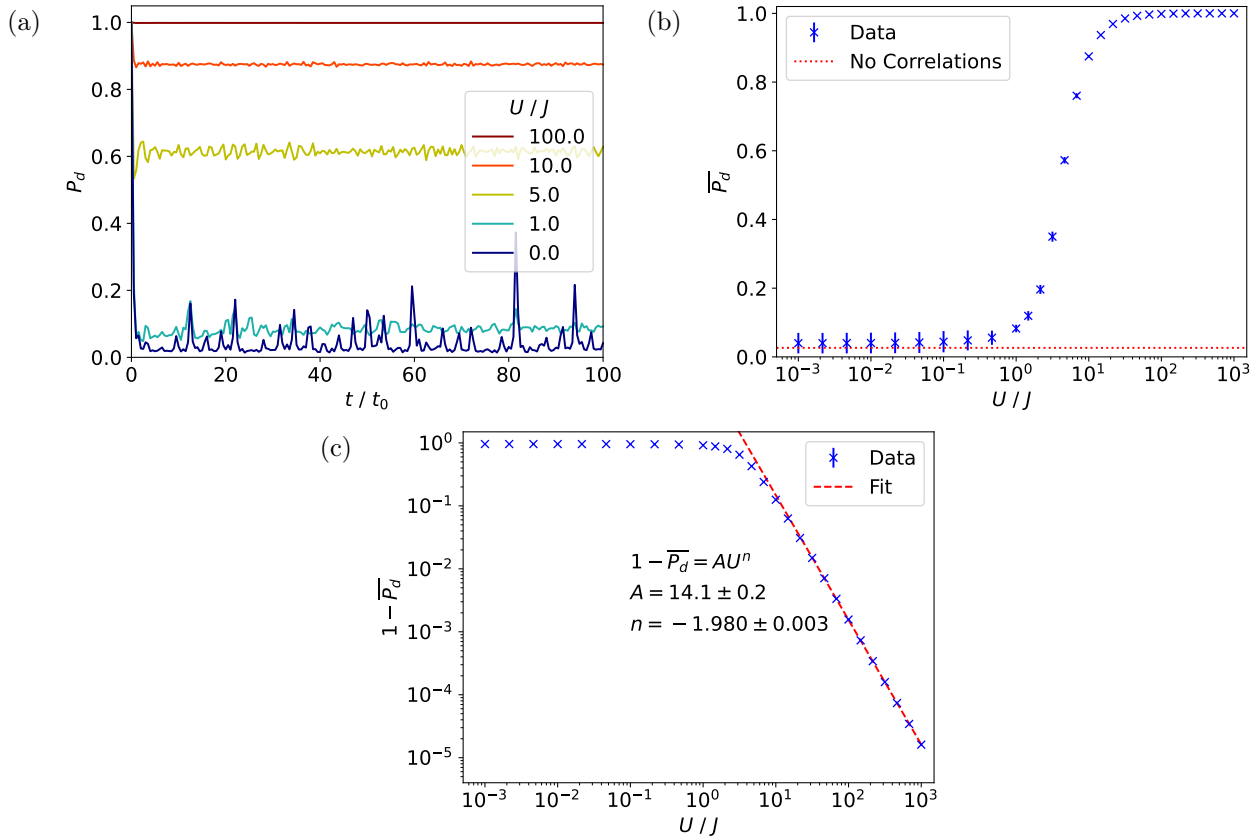 (a)
1.0
0.8
0.6
0.4
0.2
0.0
P_d
U / J
100.0
10.0
5.0
1.0
0.0
0 20 40 60 80 100
t / t_0
(b)
1.0
0.8
0.6
0.4
0.2
0.0
\overline{P_d}
Data
No Correlations
10^{-3} 10^{-2} 10^{-1} 10^0 10^1 10^2 10^3
U / J
(c)
10^0
10^{-1}
10^{-2}
10^{-3}
10^{-4}
10^{-5}
1 − \overline{P_d}
Data
Fit
1 − \overline{P_d} = AU^n
A = 14.1 ± 0.2
n = −1.980 ± 0.003
10^{-3} 10^{-2} 10^{-1} 10^0 10^1 10^2 10^3
U / J